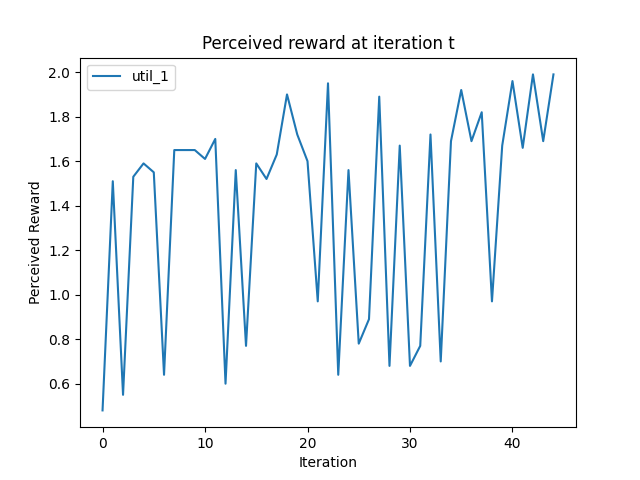 Perceived reward at iteration t
util_1
2.0
1.8
1.6
1.4
1.2
1.0
0.8
0.6
Perceived Reward
0 10 20 30 40
Iteration